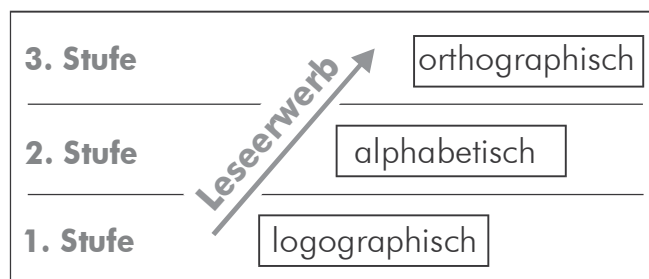 3. Stufe
orthographisch
Leseerwerb
2. Stufe
alphabetisch
1. Stufe
logographisch